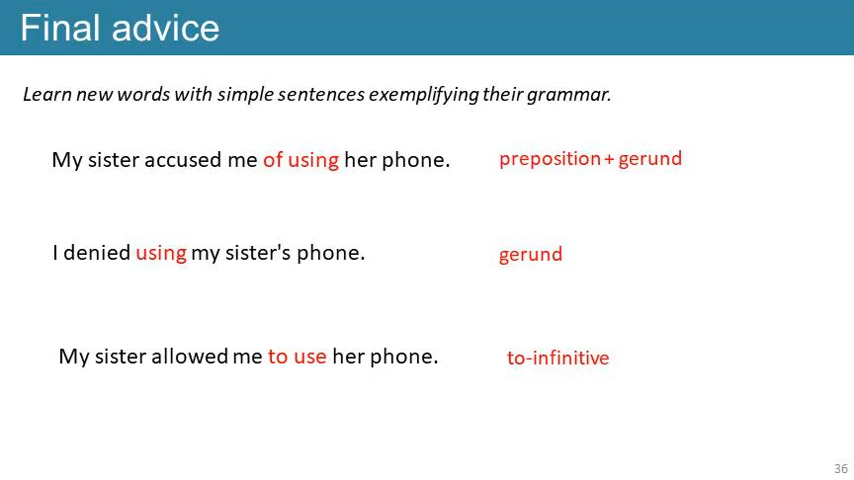 Final advice
Learn new words with simple sentences exemplifying their grammar.
My sister accused me of using her phone. preposition + gerund
I denied using my sister's phone. gerund
My sister allowed me to use her phone. to-infinitive
36